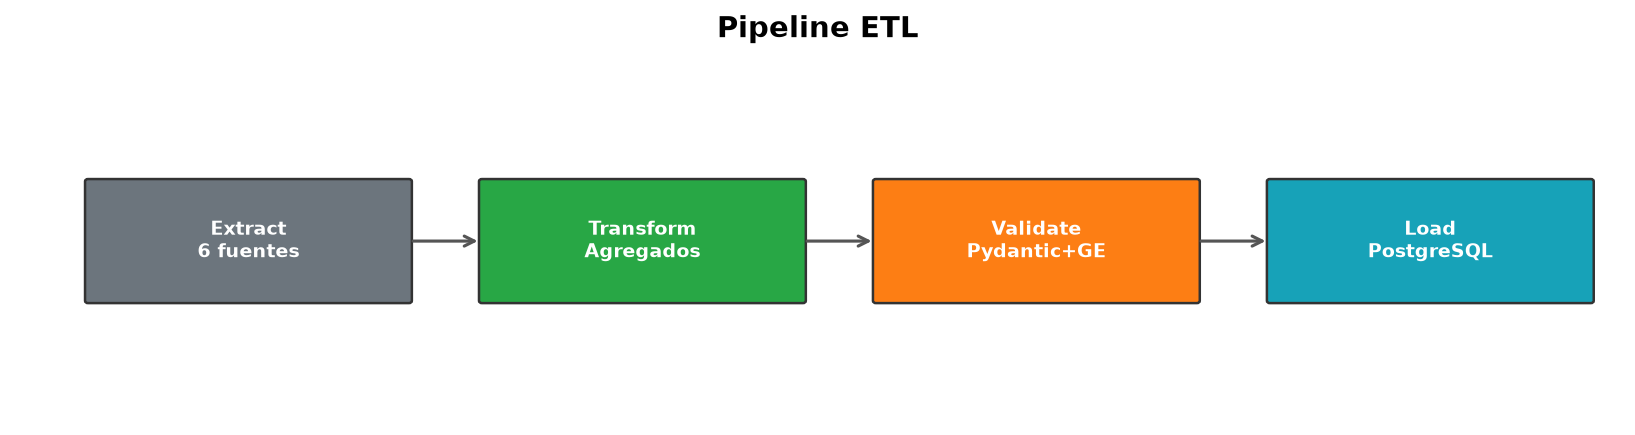 Pipeline ETL
Extract
6 fuentes
Transform
Agregados
Validate
Pydantic+GE
Load
PostgreSQL